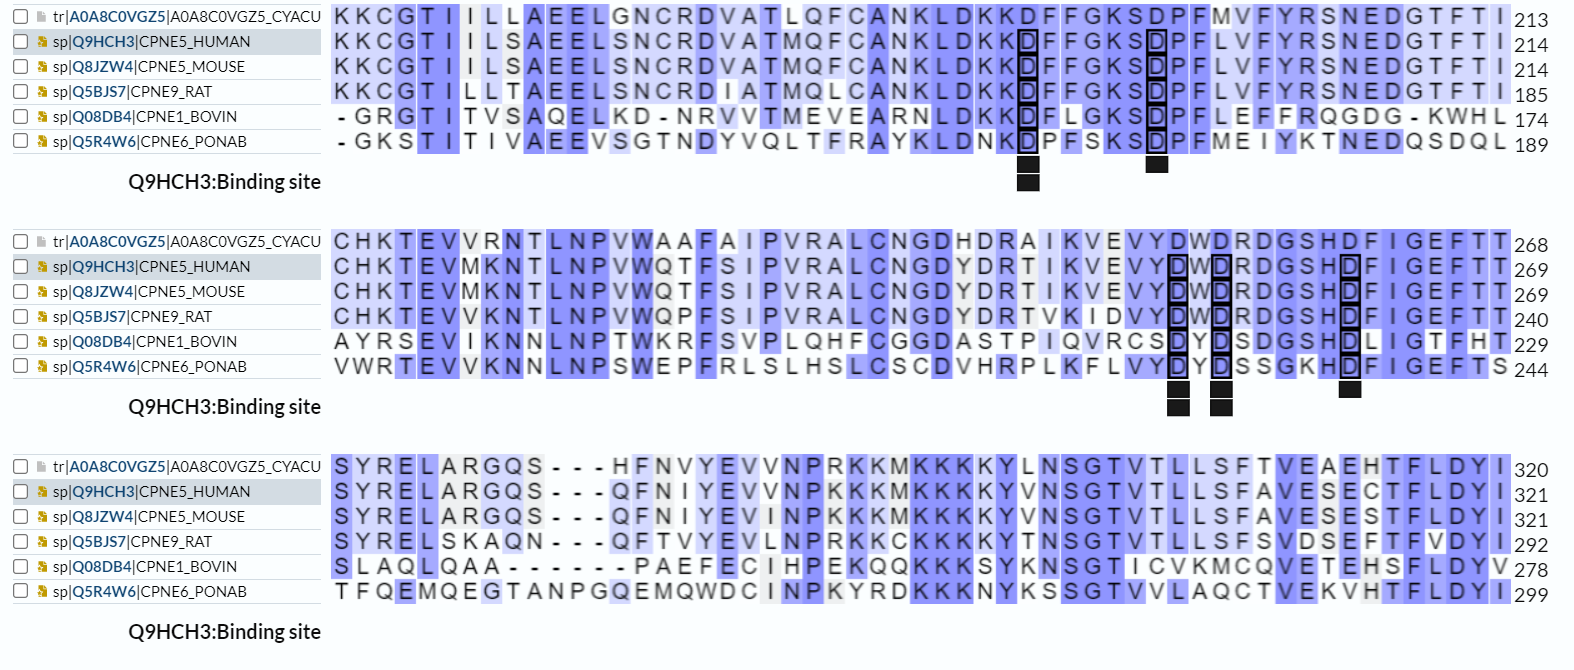 tr|A0A8C0VGZ5|A0A8C0VGZ5_CYACU KKCGTIILLAEELGNCRDVATLQFCANKLDKKDFFGKSDPFMVFYRSNEDGTFTI 213
sp|Q9HCH3|CPNE5_HUMAN KKCGTIILSAEELSNCRDVATMQFCANKLDKKDFFGKSDPFLVFYRSNEDGTFTI 214
sp|Q8JZW4|CPNE5_MOUSE KKCGTIILSAEELSNCRDVATMQFCANKLDKKDFFGKSDPFLVFYRSNEDGTFTI 214
sp|Q5BJS7|CPNE9_RAT KKCGTILLTAEELSNCRDIATMQLCANKLDKKDFFGKSDPFLVFYRSNEDGTFTI 185
sp|Q08DB4|CPNE1_BOVIN -GRGTITVSAQELKD-NRVVTMEVEARNLDKKDFLGKSDPFLEFFRQGDG-KWHL 174
sp|Q5R4W6|CPNE6_PONAB -GKSTITIVAEEVSGTNDYVQLTFRAYKLDNKDPFSKSDPFMEIYKTNEDQSDQL 189
Q9HCH3:Binding site
tr|A0A8C0VGZ5|A0A8C0VGZ5_CYACU CHKTEVVRNTLNPVWAAFAIPVRALCNGDHDRAIKVEVYDWDRDGSHDFIGEFTT 268
sp|Q9HCH3|CPNE5_HUMAN CHKTEVMKNTLNPVWQTFSIPVRALCNGDYDRTIKVEVYDWDRDGSHDFIGEFTT 269
sp|Q8JZW4|CPNE5_MOUSE CHKTEVMKNTLNPVWQTFSIPVRALCNGDYDRTIKVEVYDWDRDGSHDFIGEFTT 269
sp|Q5BJS7|CPNE9_RAT CHKTEVVKNTLNPVWQPFSIPVRALCNGDYDRTVKIDVYDWDRDGSHDFIGEFTT 240
sp|Q08DB4|CPNE1_BOVIN AYRSEVIKNNLNPTWKRFSVPLQHFCGGDASTPIQVRCSDYDSDGSHDLIGTFHT 229
sp|Q5R4W6|CPNE6_PONAB VWRTEVVKNNLNPSWEPFRLSLHSLCSCDVHRPLKFLVYDYDSSGKHDFIGEFTS 244
Q9HCH3:Binding site
tr|A0A8C0VGZ5|A0A8C0VGZ5_CYACU SYRELARGQS---HFNVYEVVNPRKKMKKKKYLNSGTVTLLSFTVEAEHTFLDYI 320
sp|Q9HCH3|CPNE5_HUMAN SYRELARGQS---QFNIYEVVNPKKKMKKKKYVNSGTVTLLSFAVESECTFLDYI 321
sp|Q8JZW4|CPNE5_MOUSE SYRELARGQS---QFNIYEVINPKKKMKKKKYVNSGTVTLLSFAVESESTFLDYI 321
sp|Q5BJS7|CPNE9_RAT SYRELSKAQN---QFTVYEVLNPRKKCKKKKYTNSGTVTLLSFSVDSEFTFVDYI 292
sp|Q08DB4|CPNE1_BOVIN SLAQLQAA------PAEFECIHPEKQQKKKSYKNSGTICVKMCQVETEHSFLDYV 278
sp|Q5R4W6|CPNE6_PONAB TFQEMQEGTANPGQEMQWDCINPKYRDKKKNYKSSGTVVLAQCTVEKVHTFLDYI 299
Q9HCH3:Binding site